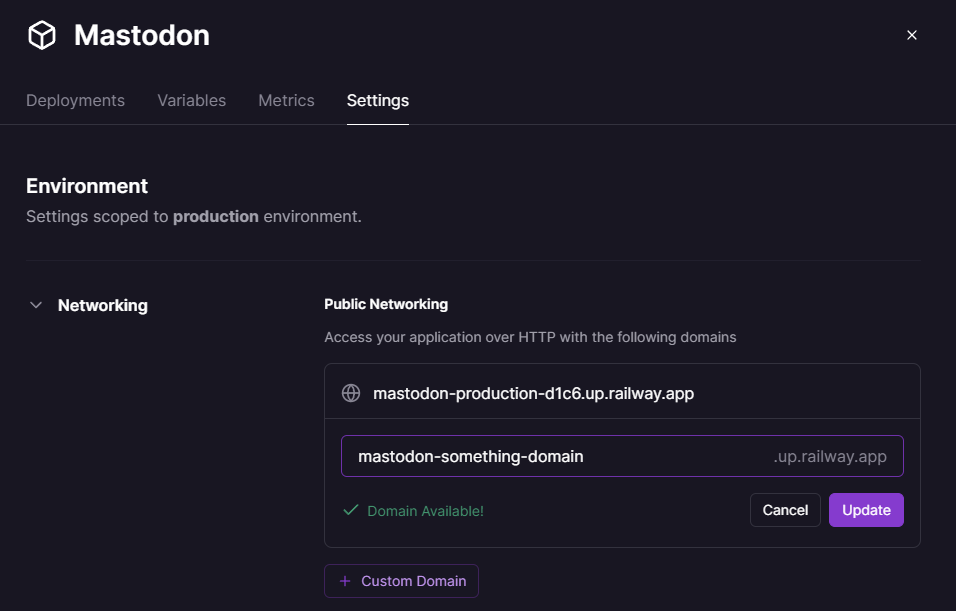 Mastodon
Deployments Variables Metrics Settings
Environment
Settings scoped to production environment.
Networking
Public Networking
Access your application over HTTP with the following domains
mastodon-production-d1c6.up.railway.app
mastodon-something-domain .up.railway.app
Domain Available!
Cancel Update
+ Custom Domain